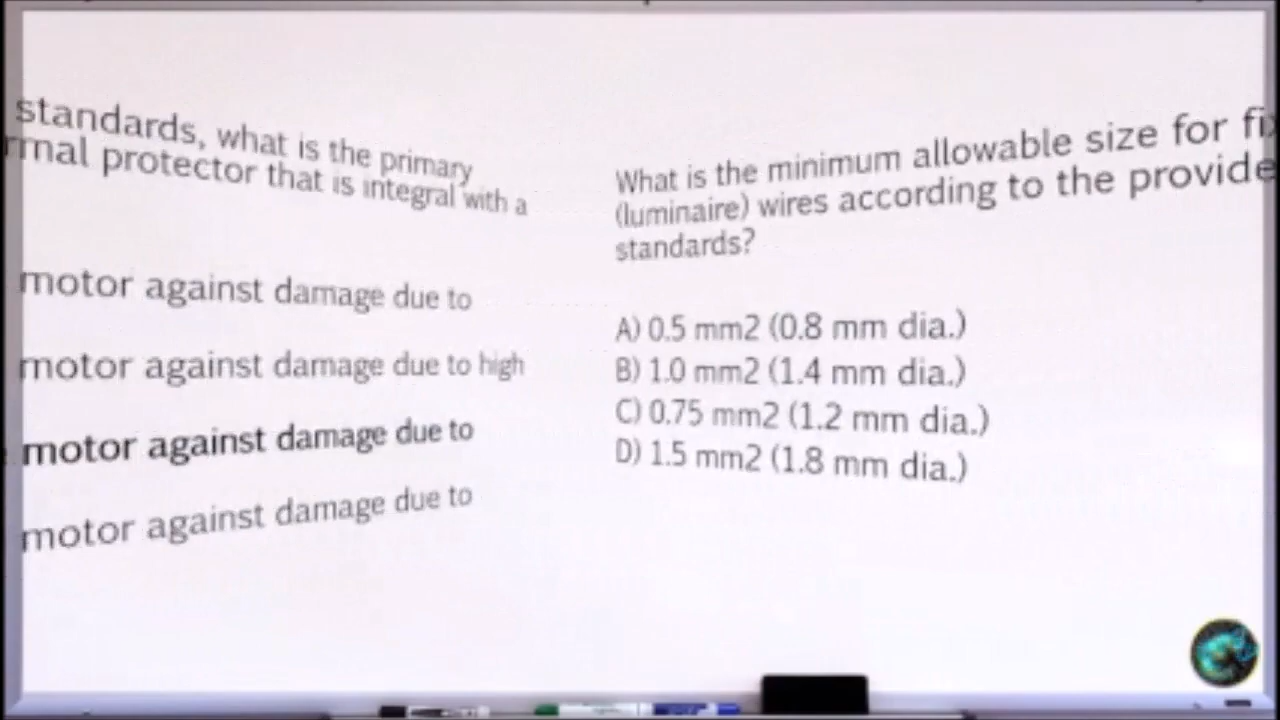 standards, what is the primary
protector that is integral with a
motor against damage due to
motor against damage due to high
motor against damage due to
motor against damage due to
What is the minimum allowable size for
(luminaire) wires according to the
standards?
A) 0.5 mm2 (0.8 mm dia.)
B) 1.0 mm2 (1.4 mm dia.)
C) 0.75 mm2 (1.2 mm dia.)
D) 1.5 mm2 (1.8 mm dia.)